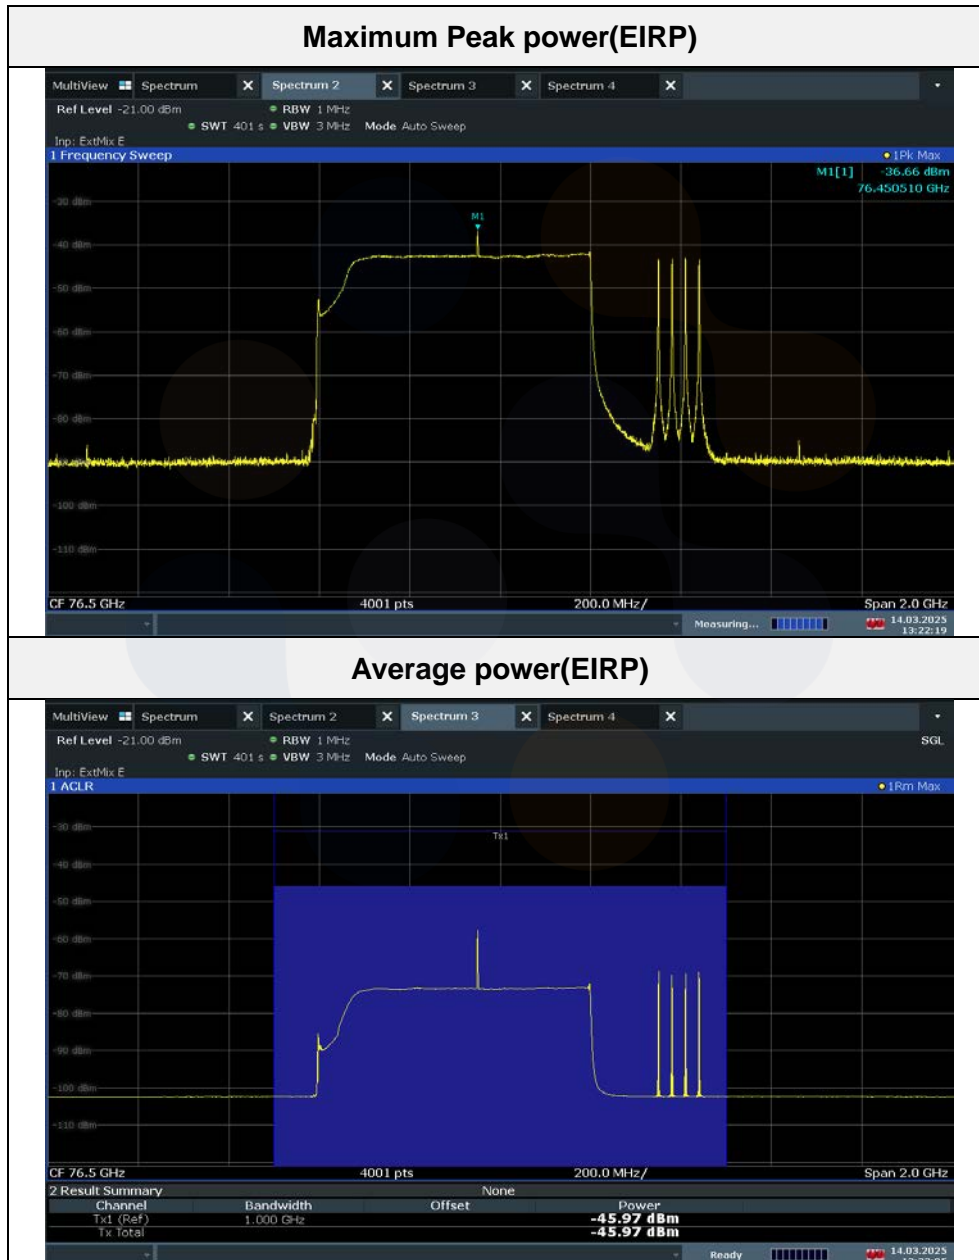 Maximum Peak power(EIRP)
MultiView Spectrum X Spectrum 2 X Spectrum 3 X Spectrum 4 X
Ref Level -21.00 dBm RBW 1 MHz
SWT 401 s VBW 3 MHz Mode Auto Sweep
Inp: ExtMix E
1 Frequency Sweep 1Pk Max
M1[1] -36.66 dBm
76.450510 GHz
-30 dBm
M1
-40 dBm
-50 dBm
-60 dBm
-70 dBm
-80 dBm
-100 dBm
-110 dBm
CF 76.5 GHz 4001 pts 200.0 MHz/ Span 2.0 GHz
Measuring... 14.03.2025
13:22:19
Average power(EIRP)
MultiView Spectrum X Spectrum 2 X Spectrum 3 X Spectrum 4 X
Ref Level -21.00 dBm RBW 1 MHz SGL
SWT 401 s VBW 3 MHz Mode Auto Sweep
Inp: ExtMix E
1 ACLR 1Rm Max
-30 dBm
Tx1
-40 dBm
-50 dBm
-60 dBm
-70 dBm
-80 dBm
-90 dBm
-100 dBm
-110 dBm
CF 76.5 GHz 4001 pts 200.0 MHz/ Span 2.0 GHz
2 Result Summary None
Channel Bandwidth Offset Power
Tx1 (Ref) 1.000 GHz -45.97 dBm
Tx Total -45.97 dBm
Ready 14.03.2025